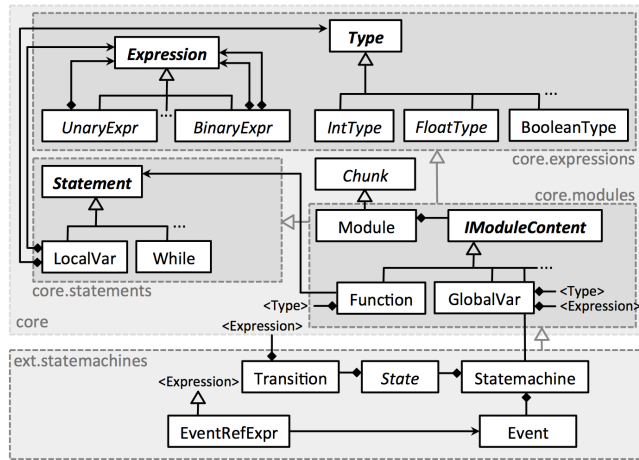 Type
Expression
...
UnaryExpr
...
BinaryExpr
IntType
FloatType
BooleanType
core.expressions
Statement
Chunk
core.modules
...
Module
IModuleContent
LocalVar
While
...
core.statements
<Type>
Function
GlobalVar
<Type>
<Expression>
core
<Expression>
ext.statemachines
<Expression>
Transition
State
Statemachine
EventRefExpr
Event